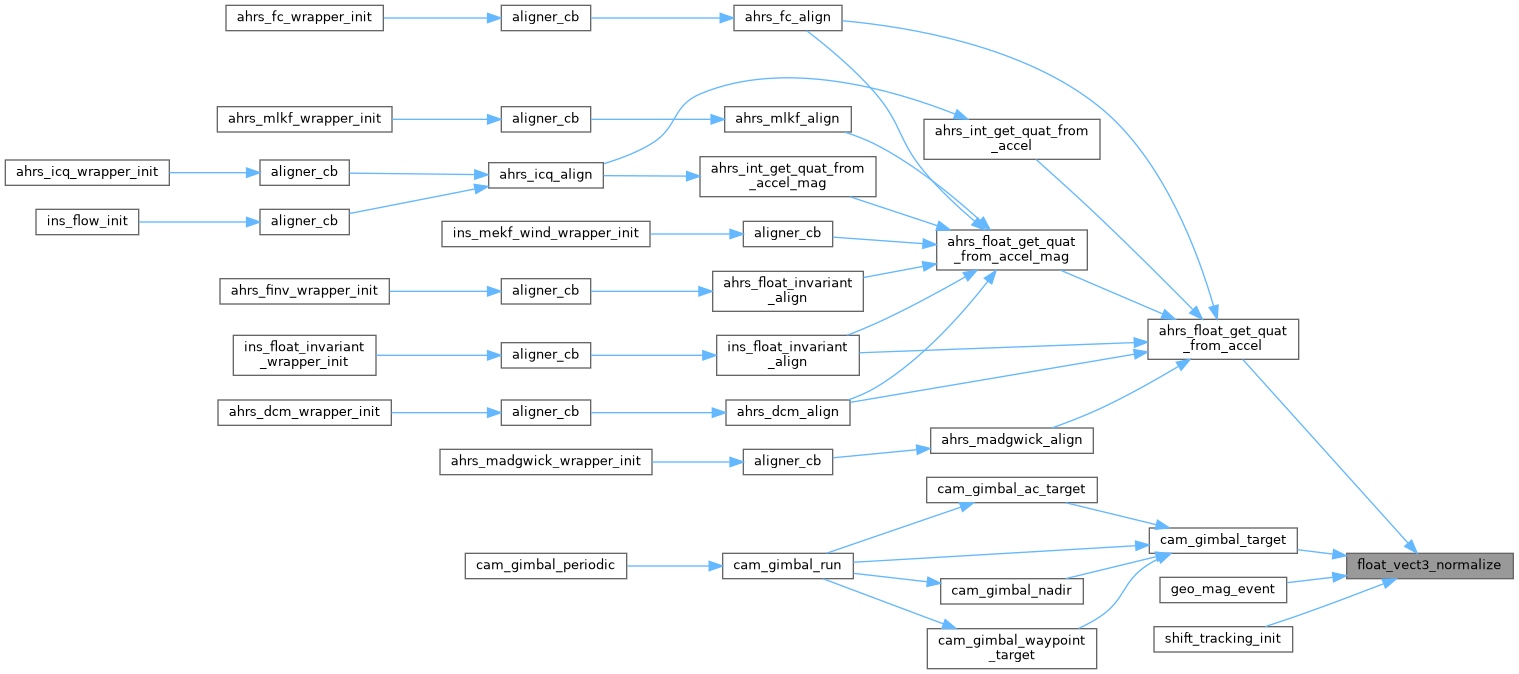 ahrs_fc_wrapper_init
aligner_cb
ahrs_fc_align
ahrs_mlkf_wrapper_init
aligner_cb
ahrs_mlkf_align
ahrs_int_get_quat_from
_accel
ahrs_icq_wrapper_init
aligner_cb
ahrs_icq_align
ahrs_int_get_quat_from
_accel_mag
ins_flow_init
aligner_cb
ins_mekf_wind_wrapper_init
aligner_cb
ahrs_float_get_quat
_from_accel_mag
ahrs_finv_wrapper_init
aligner_cb
ahrs_float_invariant
_align
ins_float_invariant
_wrapper_init
aligner_cb
ins_float_invariant
_align
ahrs_float_get_quat
_from_accel
ahrs_dcm_wrapper_init
aligner_cb
ahrs_dcm_align
ahrs_madgwick_wrapper_init
aligner_cb
ahrs_madgwick_align
cam_gimbal_ac_target
cam_gimbal_target
cam_gimbal_periodic
cam_gimbal_run
float_vect3_normalize
cam_gimbal_nadir
geo_mag_event
cam_gimbal_waypoint
_target
shift_tracking_init